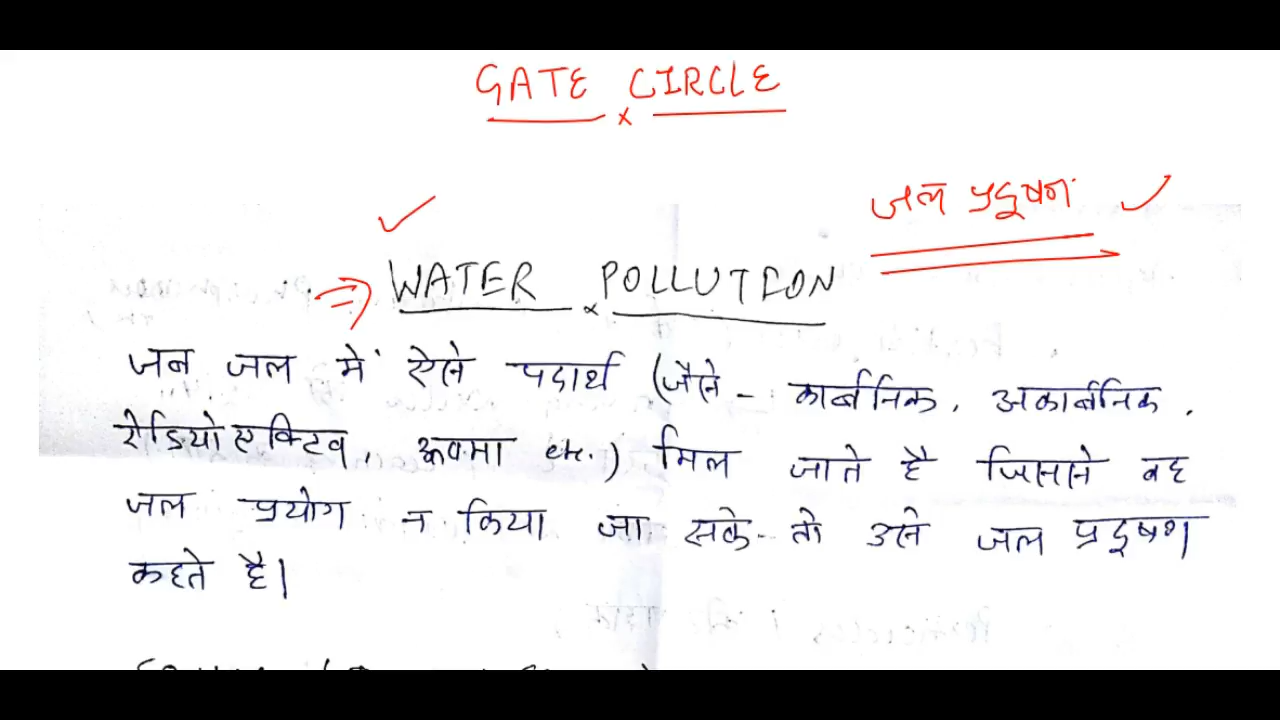 GATE CIRCLE
जल प्रदूषण
WATER POLLUTION
जब जल में ऐसे पदार्थ (जैसे - कार्बनिक, अकार्बनिक,
रेडियोएक्टिव, ऊष्मा etc.) मिल जाते है जिससे वह
जल प्रयोग न किया जा सके तो उसे जल प्रदूषण
कहते है।